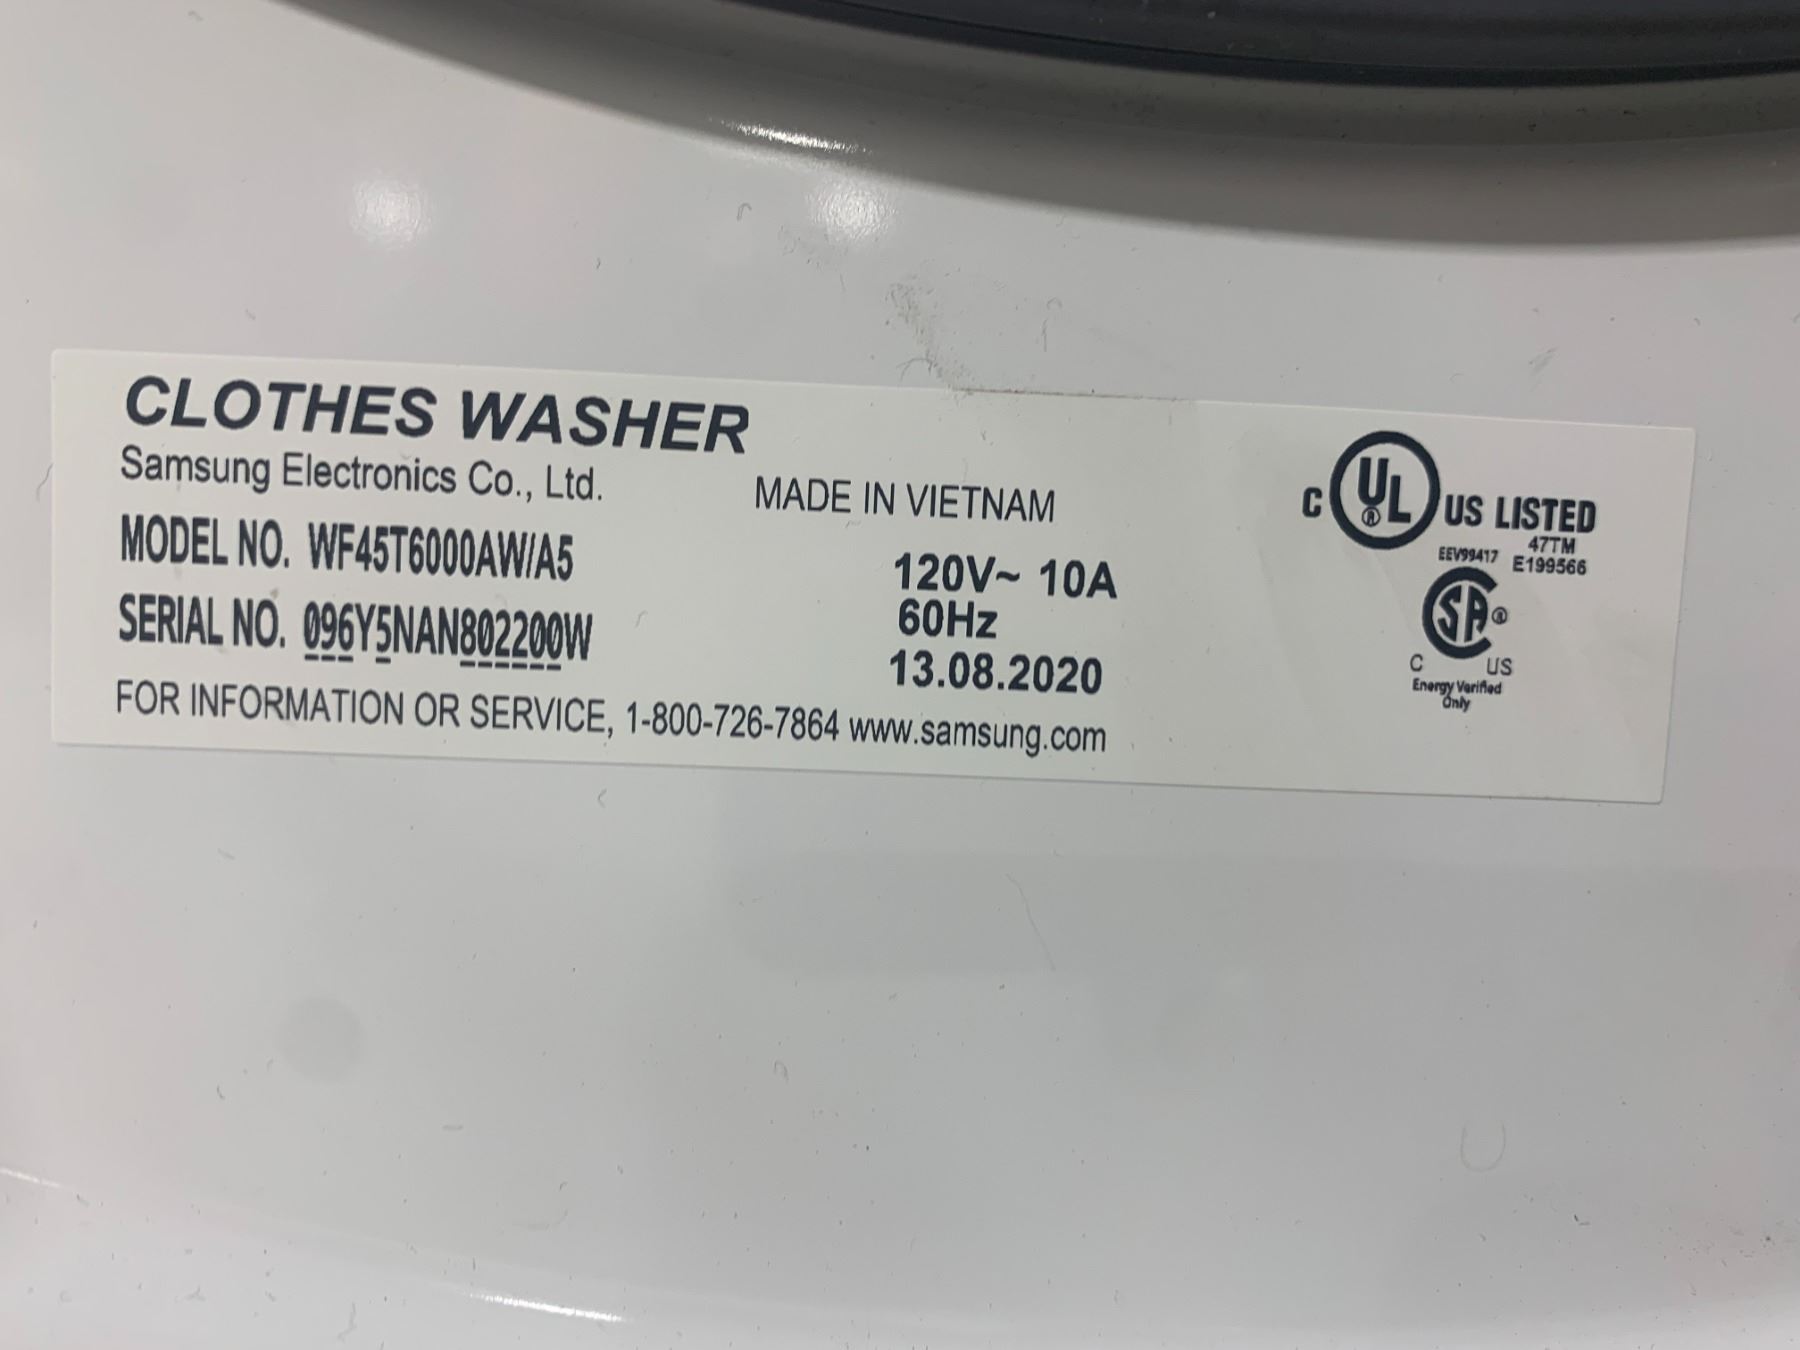 CLOTHES WASHER
Samsung Electronics Co., Ltd.
MADE IN VIETNAM
MODEL NO. WF45T6000AW/A5
120V~ 10A
60Hz
SERIAL NO. 096Y5NAN802200W
13.08.2020
FOR INFORMATION OR SERVICE, 1-800-726-7864 www.samsung.com
C UL® US LISTED
47TM
EEV99417 E199566
SA®
C US
Energy Verified
Only